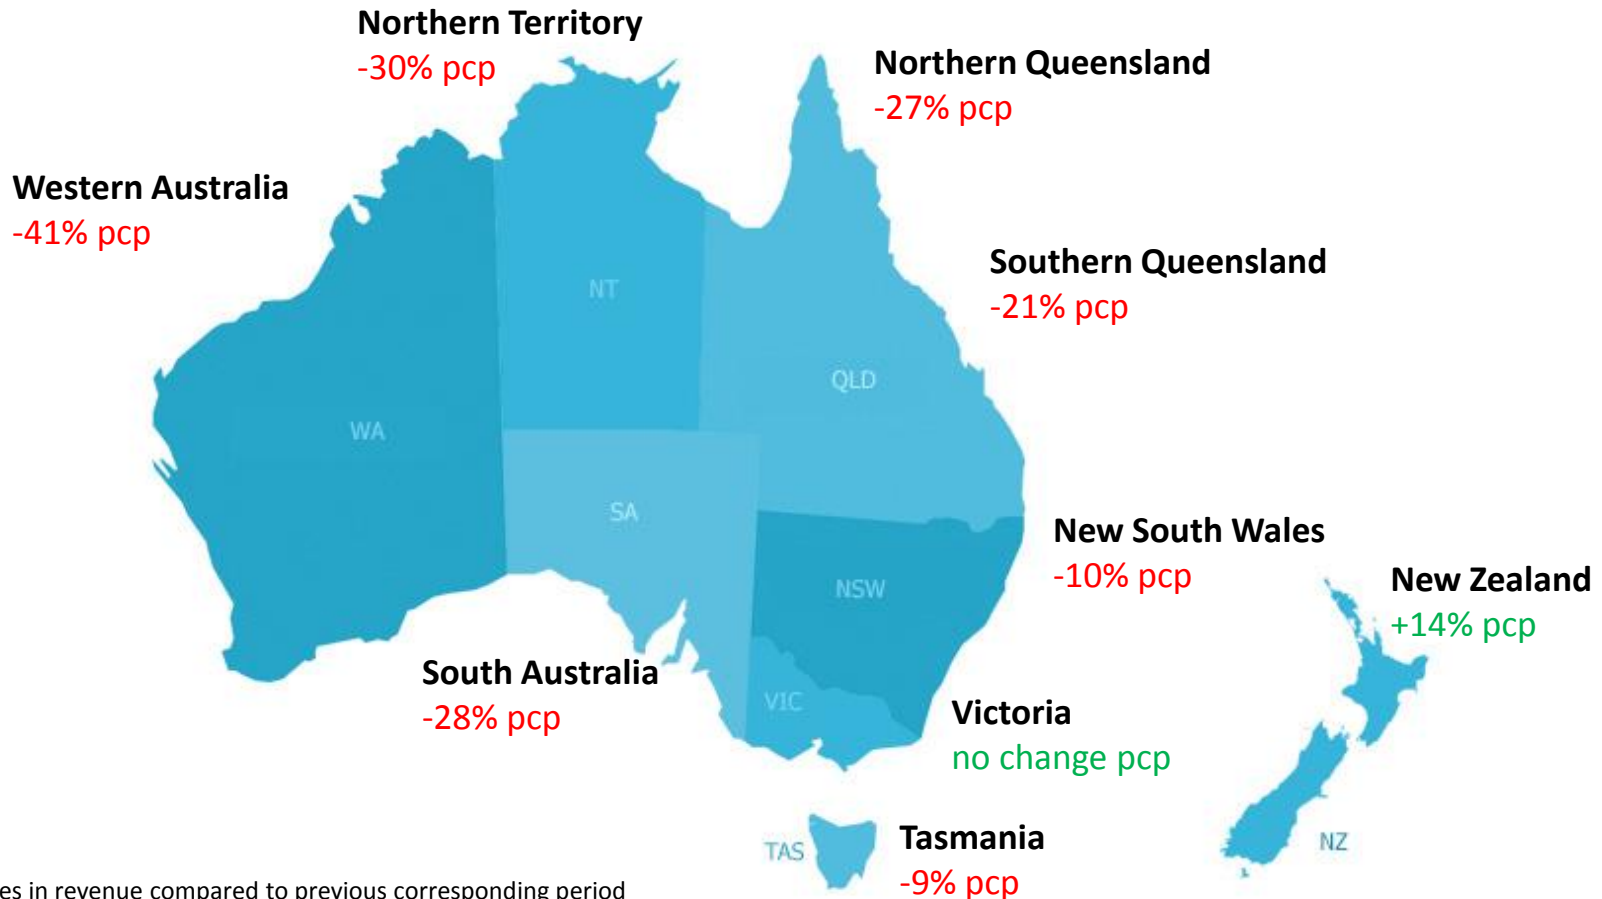 Northern Territory
-30% pcp
Northern Queensland
-27% pcp
Western Australia
-41% pcp
Southern Queensland
-21% pcp
NT
QLD
WA
SA
New South Wales
-10% pcp
NSW
New Zealand
+14% pcp
South Australia
-28% pcp
VIC
Victoria
no change pcp
TAS
Tasmania
-9% pcp
NZ
in revenue compared to previous corresponding period